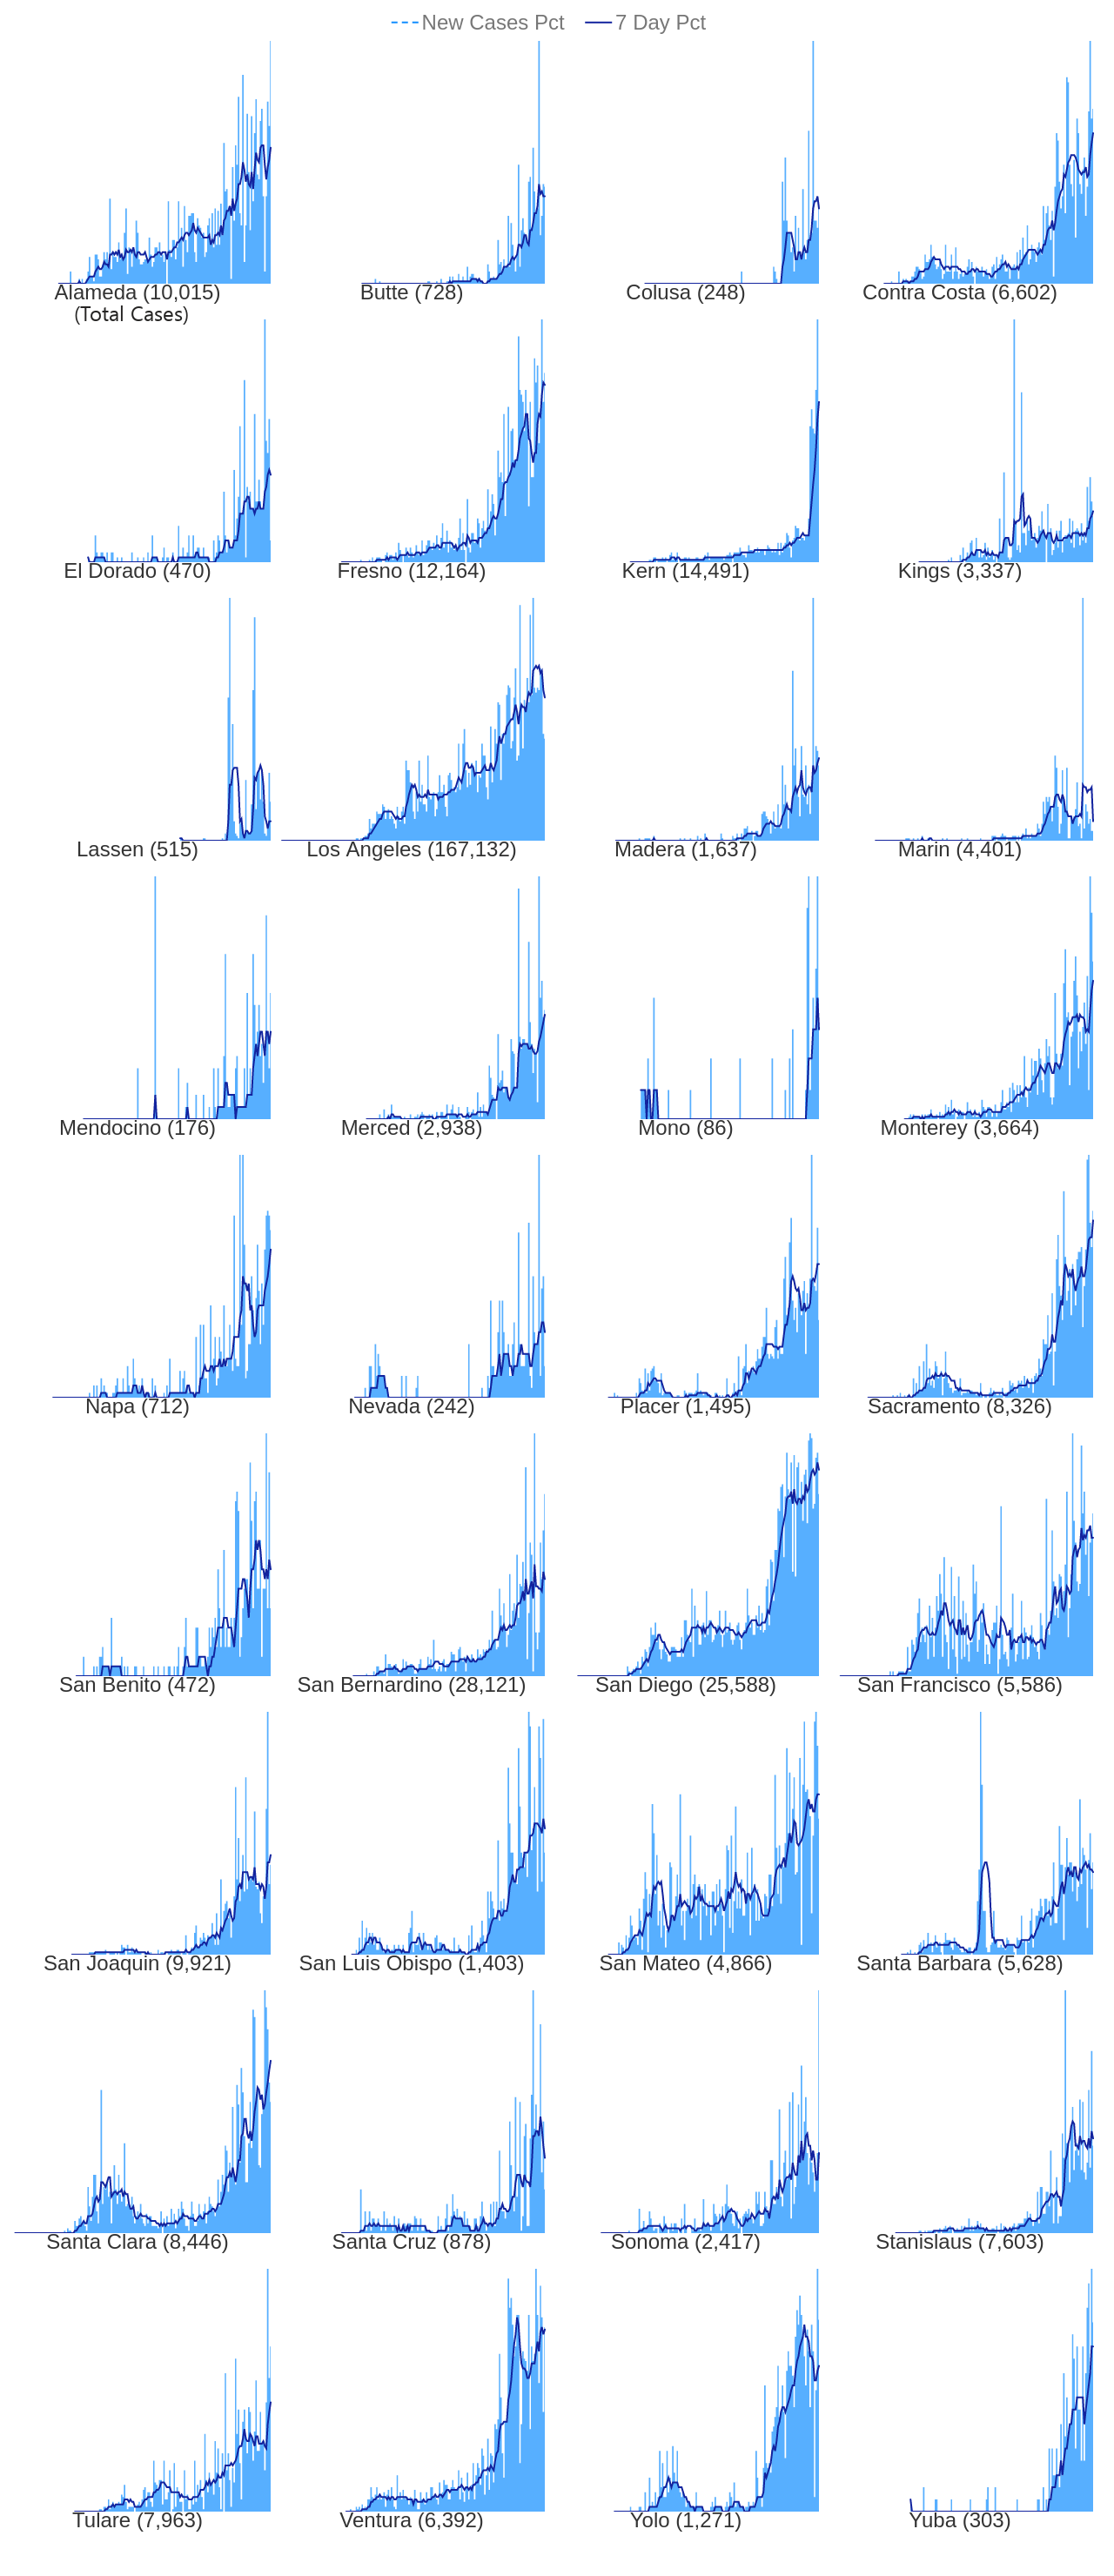 New Cases Pct 7 Day Pct
Alameda (10,015) Butte (728) Colusa (248) Contra Costa (6,602)
(Total Cases)
El Dorado (470) Fresno (12,164) Kern (14,491) Kings (3,337)
Lassen (515) Los Angeles (167,132) Madera (1,637) Marin (4,401)
Mendocino (176) Merced (2,938) Mono (86) Monterey (3,664)
Napa (712) Nevada (242) Placer (1,495) Sacramento (8,326)
San Benito (472) San Bernardino (28,121) San Diego (25,588) San Francisco (5,586)
San Joaquin (9,921) San Luis Obispo (1,403) San Mateo (4,866) Santa Barbara (5,628)
Santa Clara (8,446) Santa Cruz (878) Sonoma (2,417) Stanislaus (7,603)
Tulare (7,963) Ventura (6,392) Yolo (1,271) Yuba (303)